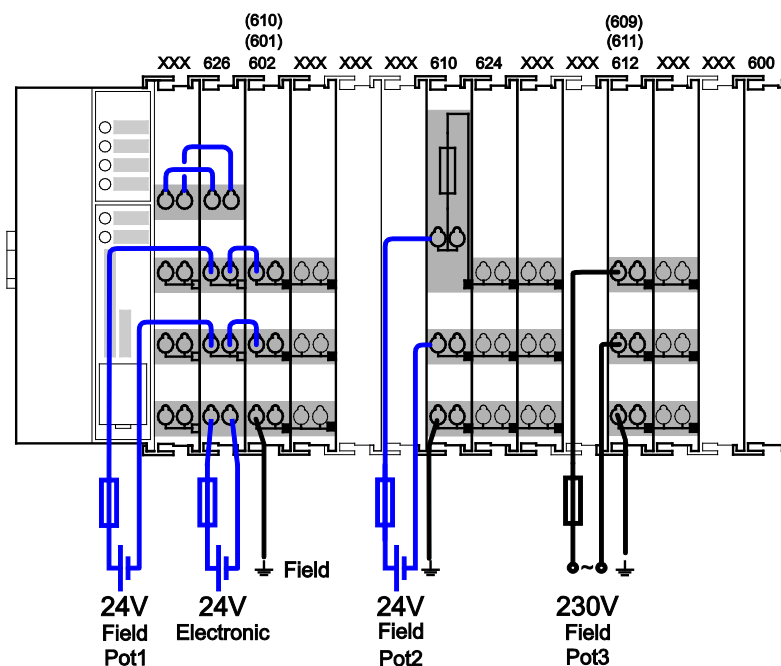 (610) (609)
(601) (611)
XXX 626 602 XXX XXX XXX 610 624 XXX XXX 612 XXX XXX 600
Field
24V 24V 24V 230V
Field Electronic Field Field
Pot1 Pot2 Pot3